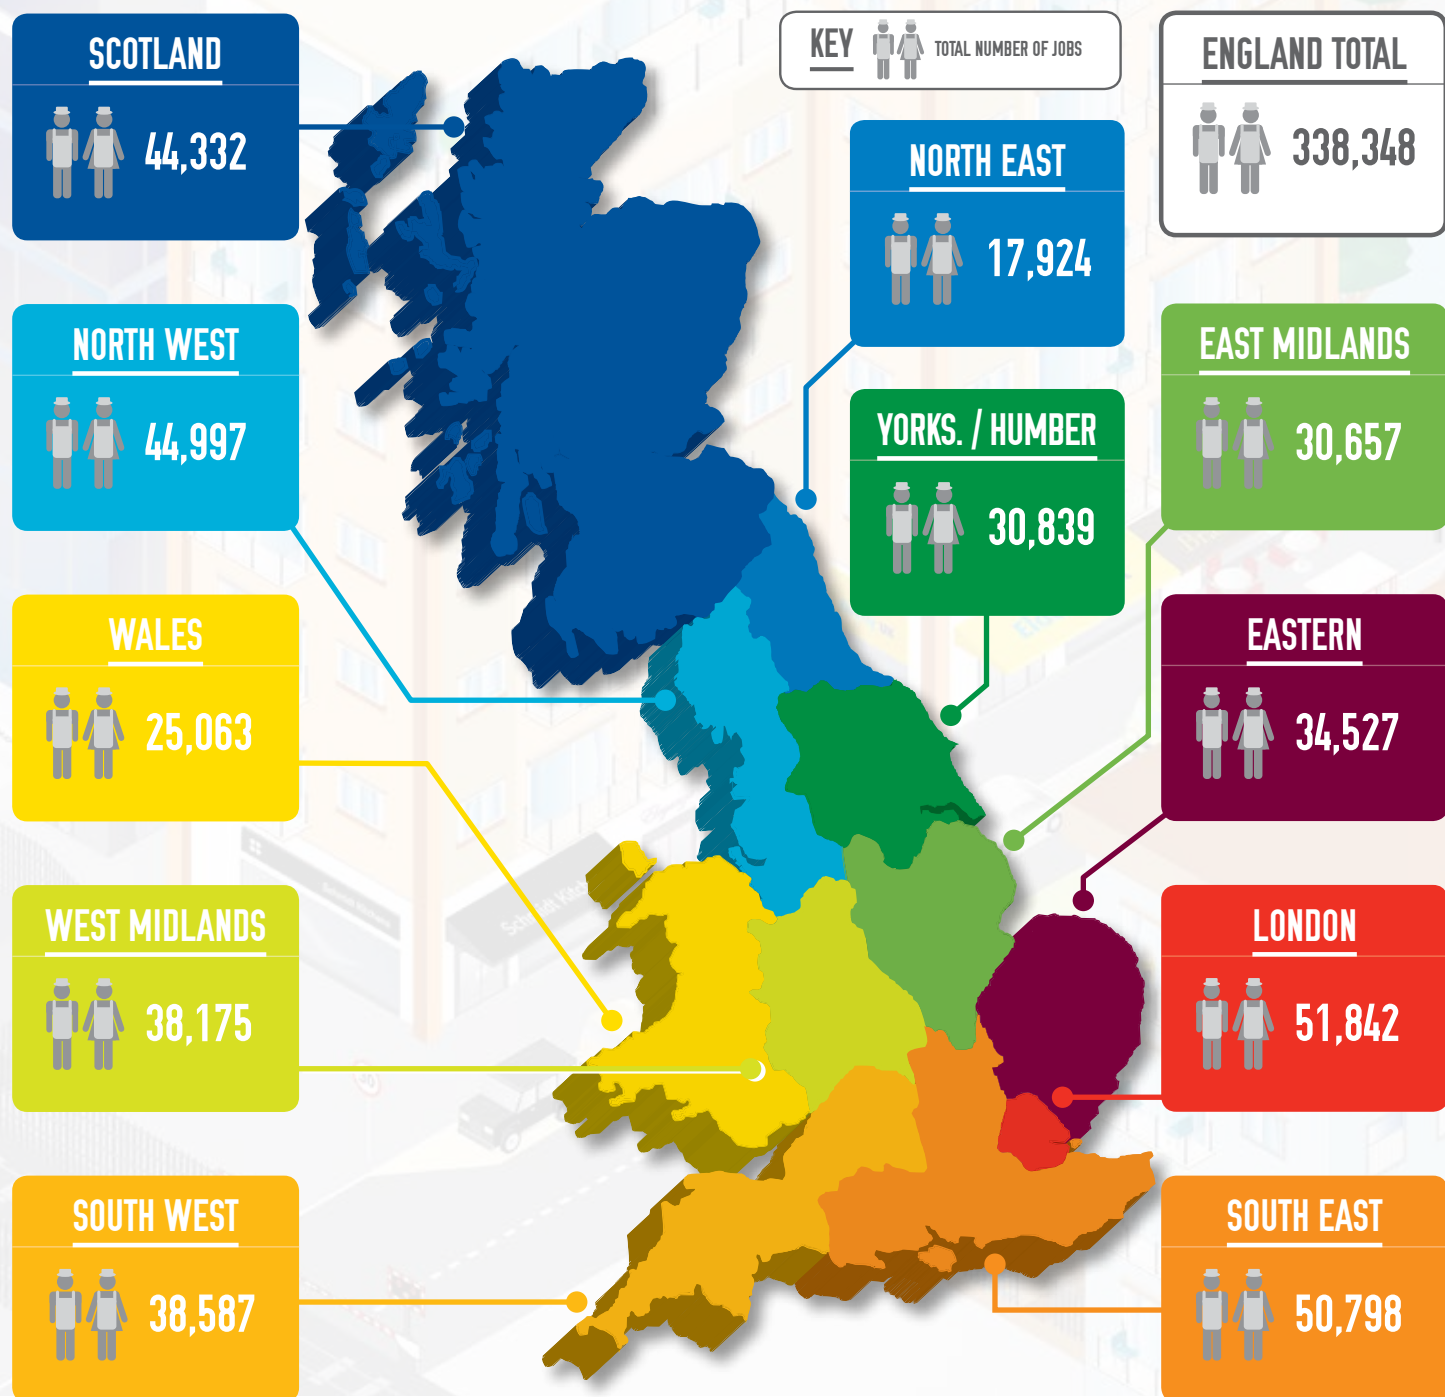 SCOTLAND
44,332
KEY
TOTAL NUMBER OF JOBS
ENGLAND TOTAL
338,348
NORTH EAST
17,924
NORTH WEST
44,997
EAST MIDLANDS
30,657
YORKS. / HUMBER
30,839
WALES
25,063
EASTERN
34,527
WEST MIDLANDS
38,175
LONDON
51,842
SOUTH WEST
38,587
SOUTH EAST
50,798